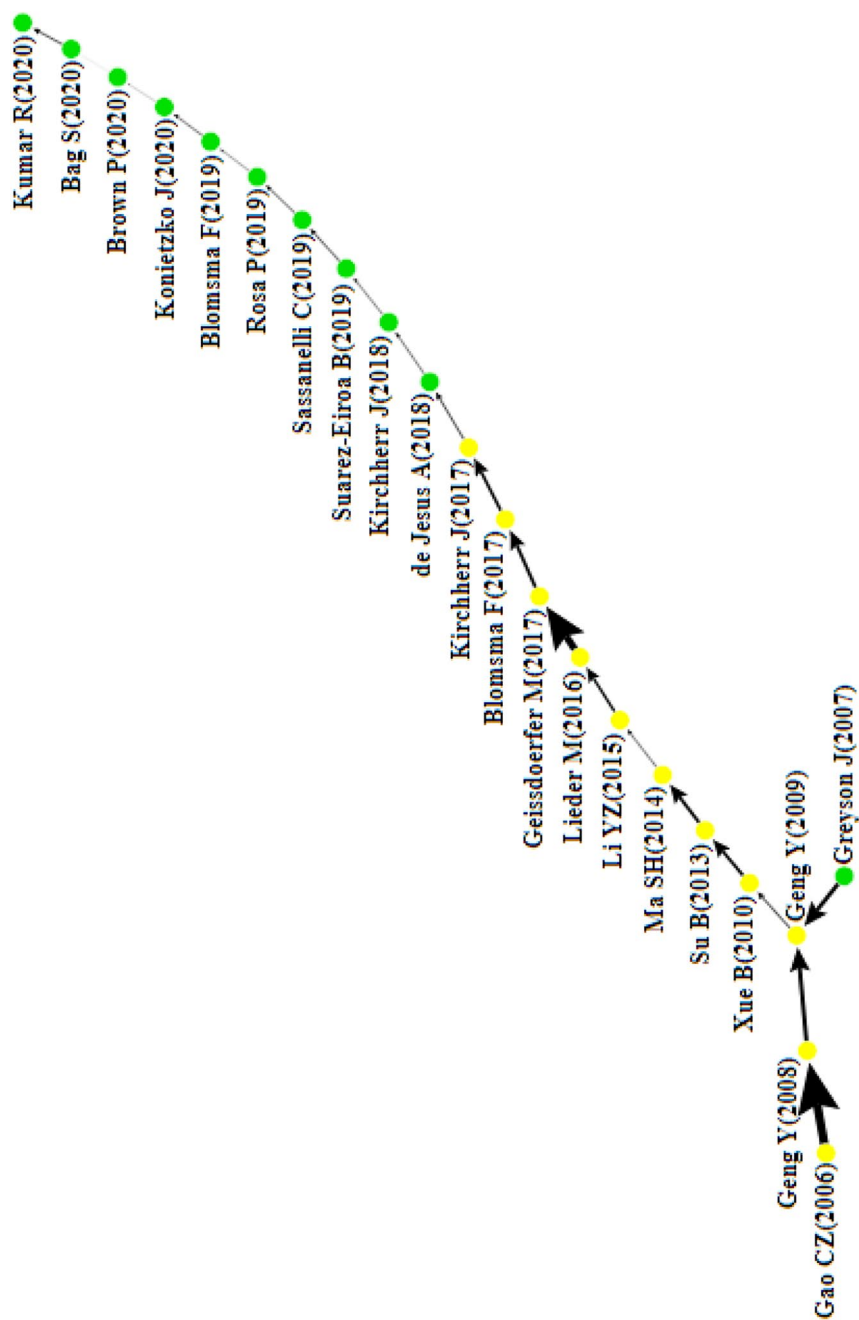 Kumar R(2020)
Bag S(2020)
Brown P(2020)
Konietzko J(2020)
Blomsma F(2019)
Rosa P(2019)
Sassanelli C(2019)
Suarez-Eiroa B(2019)
Kirchherr J(2018)
de Jesus A(2018)
Kirchherr J(2017)
Blomsma F(2017)
Geissdoerfer M(2017)
Lieder M(2016)
Li YZ(2015)
Ma SH(2014)
Su B(2013)
Xue B(2010)
Geng Y(2009)
Greyson J(2007)
Geng Y(2008)
Gao CZ(2006)